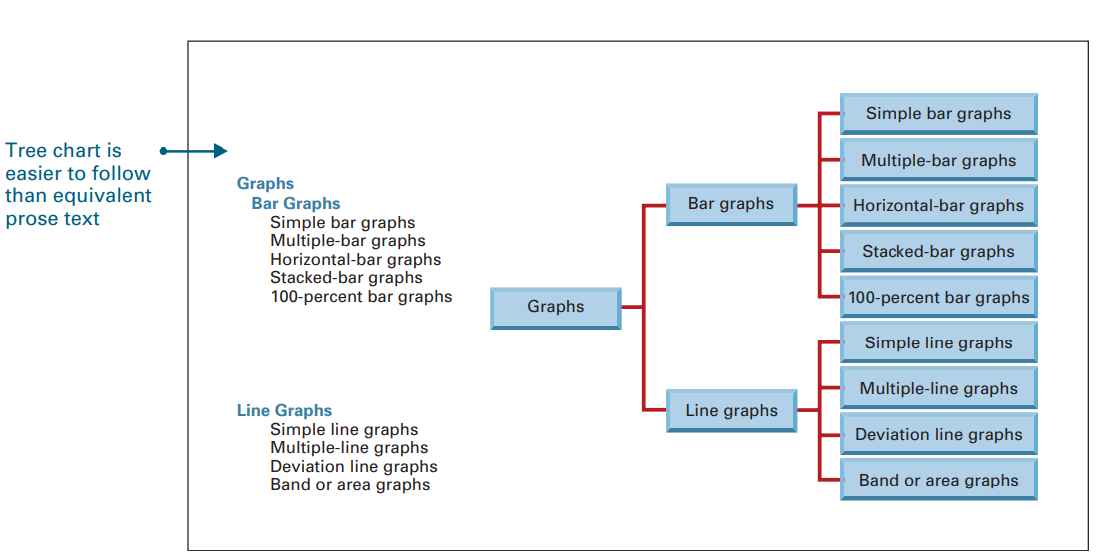 Tree chart is
easier to follow
than equivalent
prose text
Graphs
Bar Graphs
Simple bar graphs
Multiple-bar graphs
Horizontal-bar graphs
Stacked-bar graphs
100-percent bar graphs
Line Graphs
Simple line graphs
Multiple-line graphs
Deviation line graphs
Band or area graphs
Graphs
Bar graphs
Simple bar graphs
Multiple-bar graphs
Horizontal-bar graphs
Stacked-bar graphs
100-percent bar graphs
Line graphs
Simple line graphs
Multiple-line graphs
Deviation line graphs
Band or area graphs